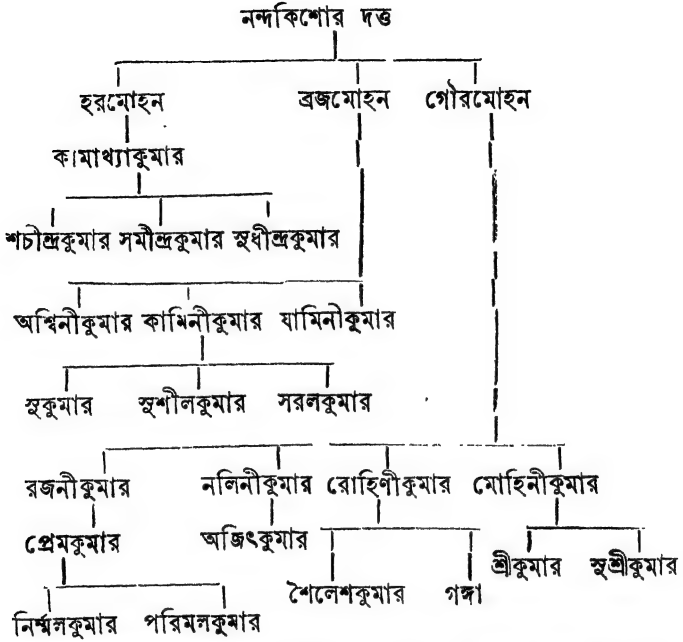 নন্দকিশোর দত্ত
হরমোহন ব্রজমোহন গৌরমোহন
কামাখ্যাকুমার
শচীন্দ্রকুমার সমীন্দ্রকুমার সুধীন্দ্রকুমার
অশ্বিনীকুমার কামিনীকুমার যামিনীকুমার
সুকুমার সুশীলকুমার সরলকুমার
রজনীকুমার নলিনীকুমার রোহিণীকুমার মোহিনীকুমার
প্রেমকুমার অজিৎকুমার
শ্রীকুমার সুশ্রীকুমার
শৈলেশকুমার গঙ্গা
নির্ম্মলকুমার পরিমলকুমার